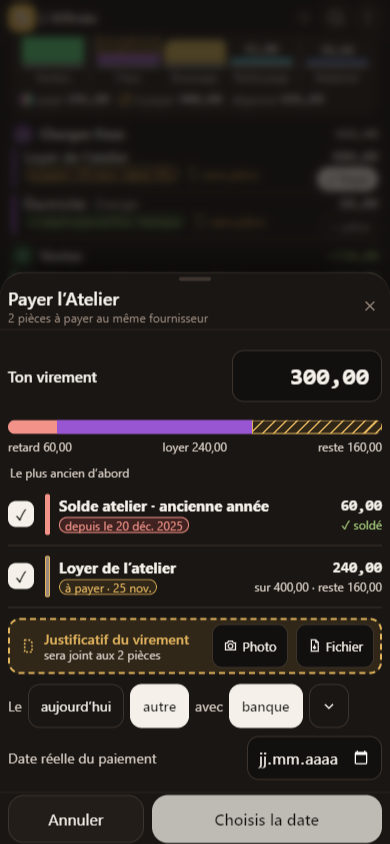 Payer l’Atelier
2 pièces à payer au même fournisseur
×
Ton virement
300,00
retard 60,00 loyer 240,00 reste 160,00
Le plus ancien d’abord
✓ Solde atelier · ancienne année 60,00
depuis le 20 déc. 2025 ✓ soldé
✓ Loyer de l’atelier 240,00
à payer · 25 nov. sur 400,00 · reste 160,00
Justificatif du virement
sera joint aux 2 pièces
Photo
Fichier
Le aujourd’hui autre avec banque
Date réelle du paiement jj.mm.aaaa
Annuler Choisis la date